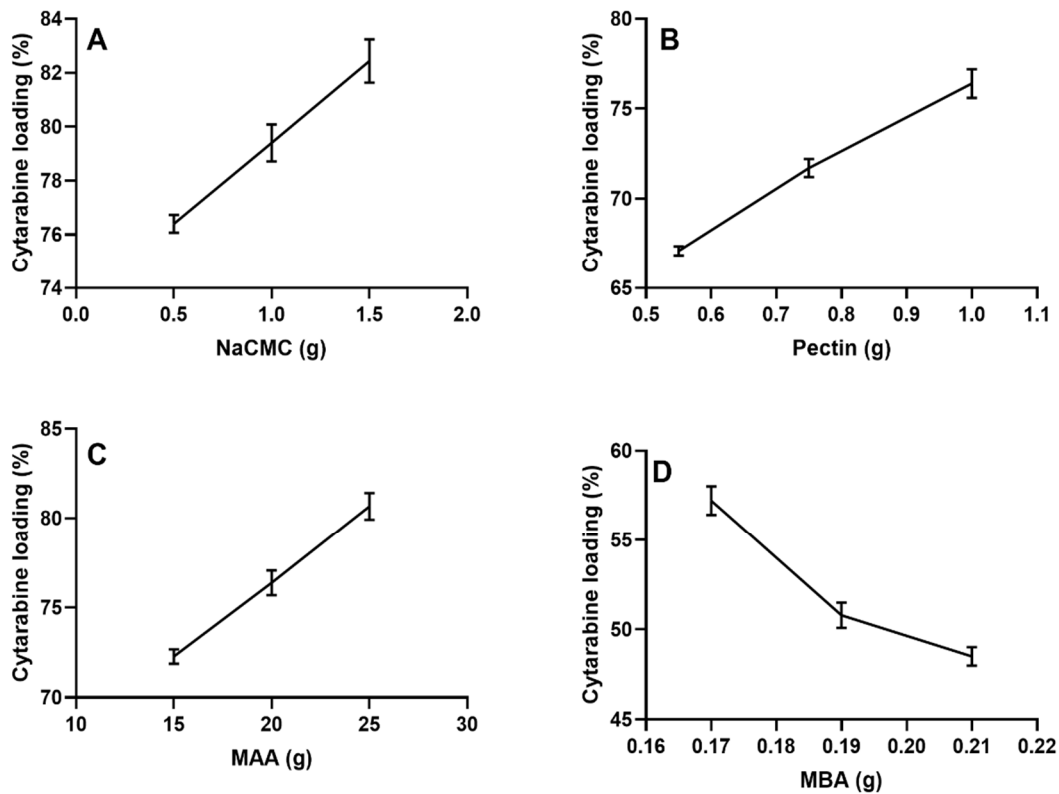 A
Cytarabine loading (%)
84
82
80
78
76
74
0.0 0.5 1.0 1.5 2.0
NaCMC (g)
B
Cytarabine loading (%)
80
75
70
65
0.5 0.6 0.7 0.8 0.9 1.0 1.1
Pectin (g)
C
Cytarabine loading (%)
85
80
75
70
10 15 20 25 30
MAA (g)
D
Cytarabine loading (%)
60
55
50
45
0.16 0.17 0.18 0.19 0.20 0.21 0.22
MBA (g)